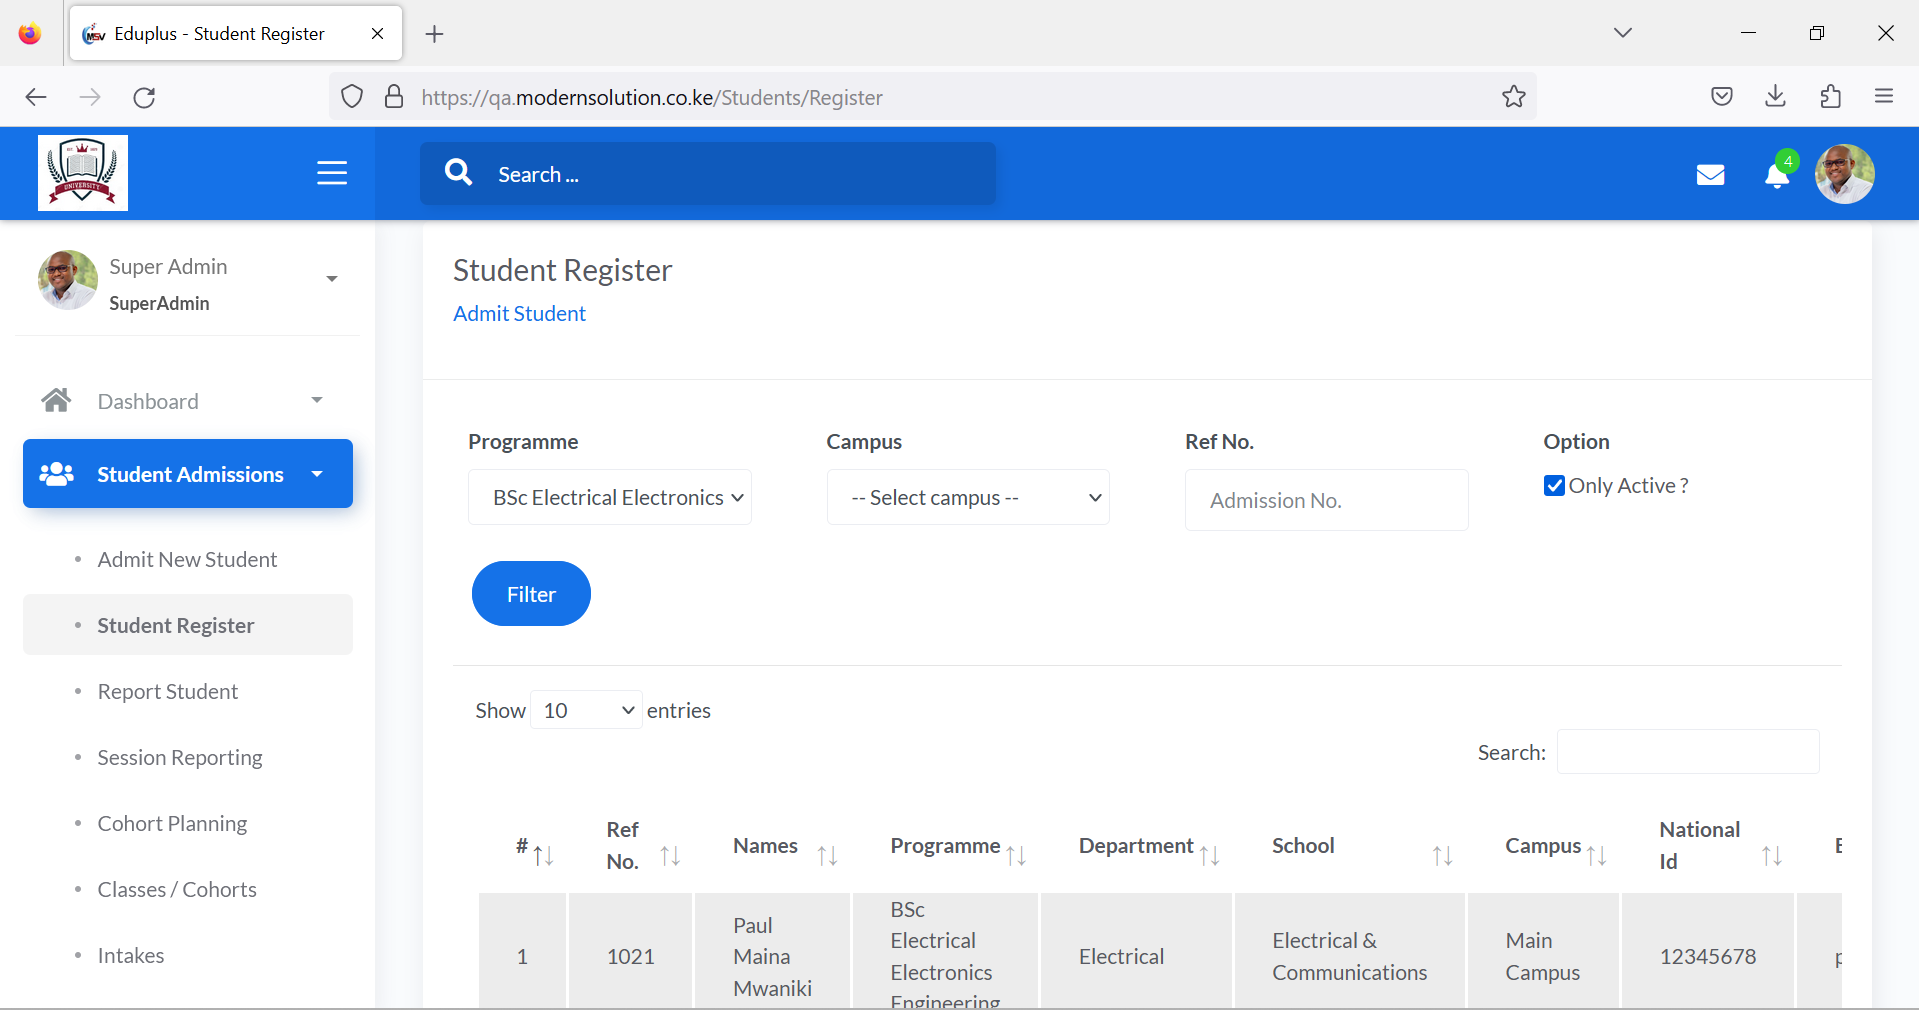 Eduplus - Student Register
https://qa.modernsolution.co.ke/Students/Register
UNIVERSITY
Search ...
4
Super Admin
SuperAdmin
Dashboard
Student Admissions
Admit New Student
Student Register
Report Student
Session Reporting
Cohort Planning
Classes / Cohorts
Intakes
Student Register
Admit Student
Programme
Campus
Ref No.
Option
BSc Electrical Electronics
-- Select campus --
Admission No.
Only Active ?
Filter
Show 10 entries
Search:
#
Ref
No.
Names
Programme
Department
School
Campus
National
Id
1
1021
Paul
Maina
Mwaniki
BSc
Electrical
Electronics
Engineering
Electrical
Electrical &
Communications
Main
Campus
12345678